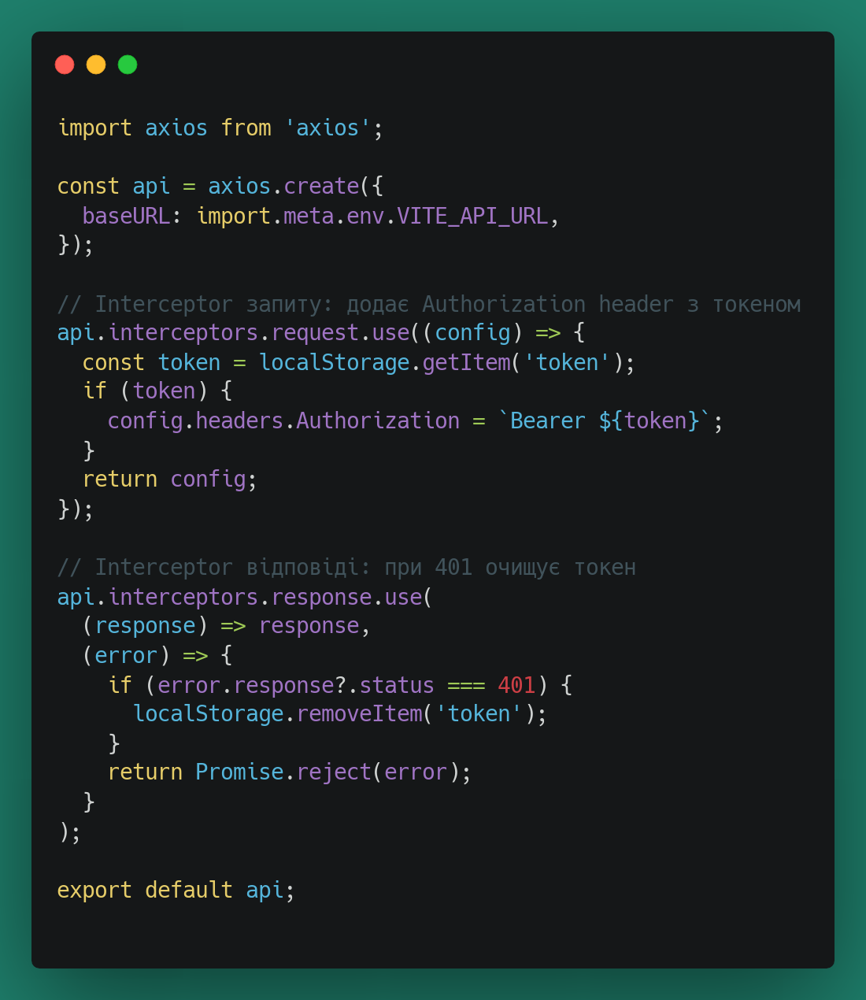 import axios from 'axios';

const api = axios.create({
  baseURL: import.meta.env.VITE_API_URL,
});

// Interceptor запиту: додає Authorization header з токеном
api.interceptors.request.use((config) => {
  const token = localStorage.getItem('token');
  if (token) {
    config.headers.Authorization = `Bearer ${token}`;
  }
  return config;
});

// Interceptor відповіді: при 401 очищує токен
api.interceptors.response.use(
  (response) => response,
  (error) => {
    if (error.response?.status === 401) {
      localStorage.removeItem('token');
    }
    return Promise.reject(error);
  }
);

export default api;